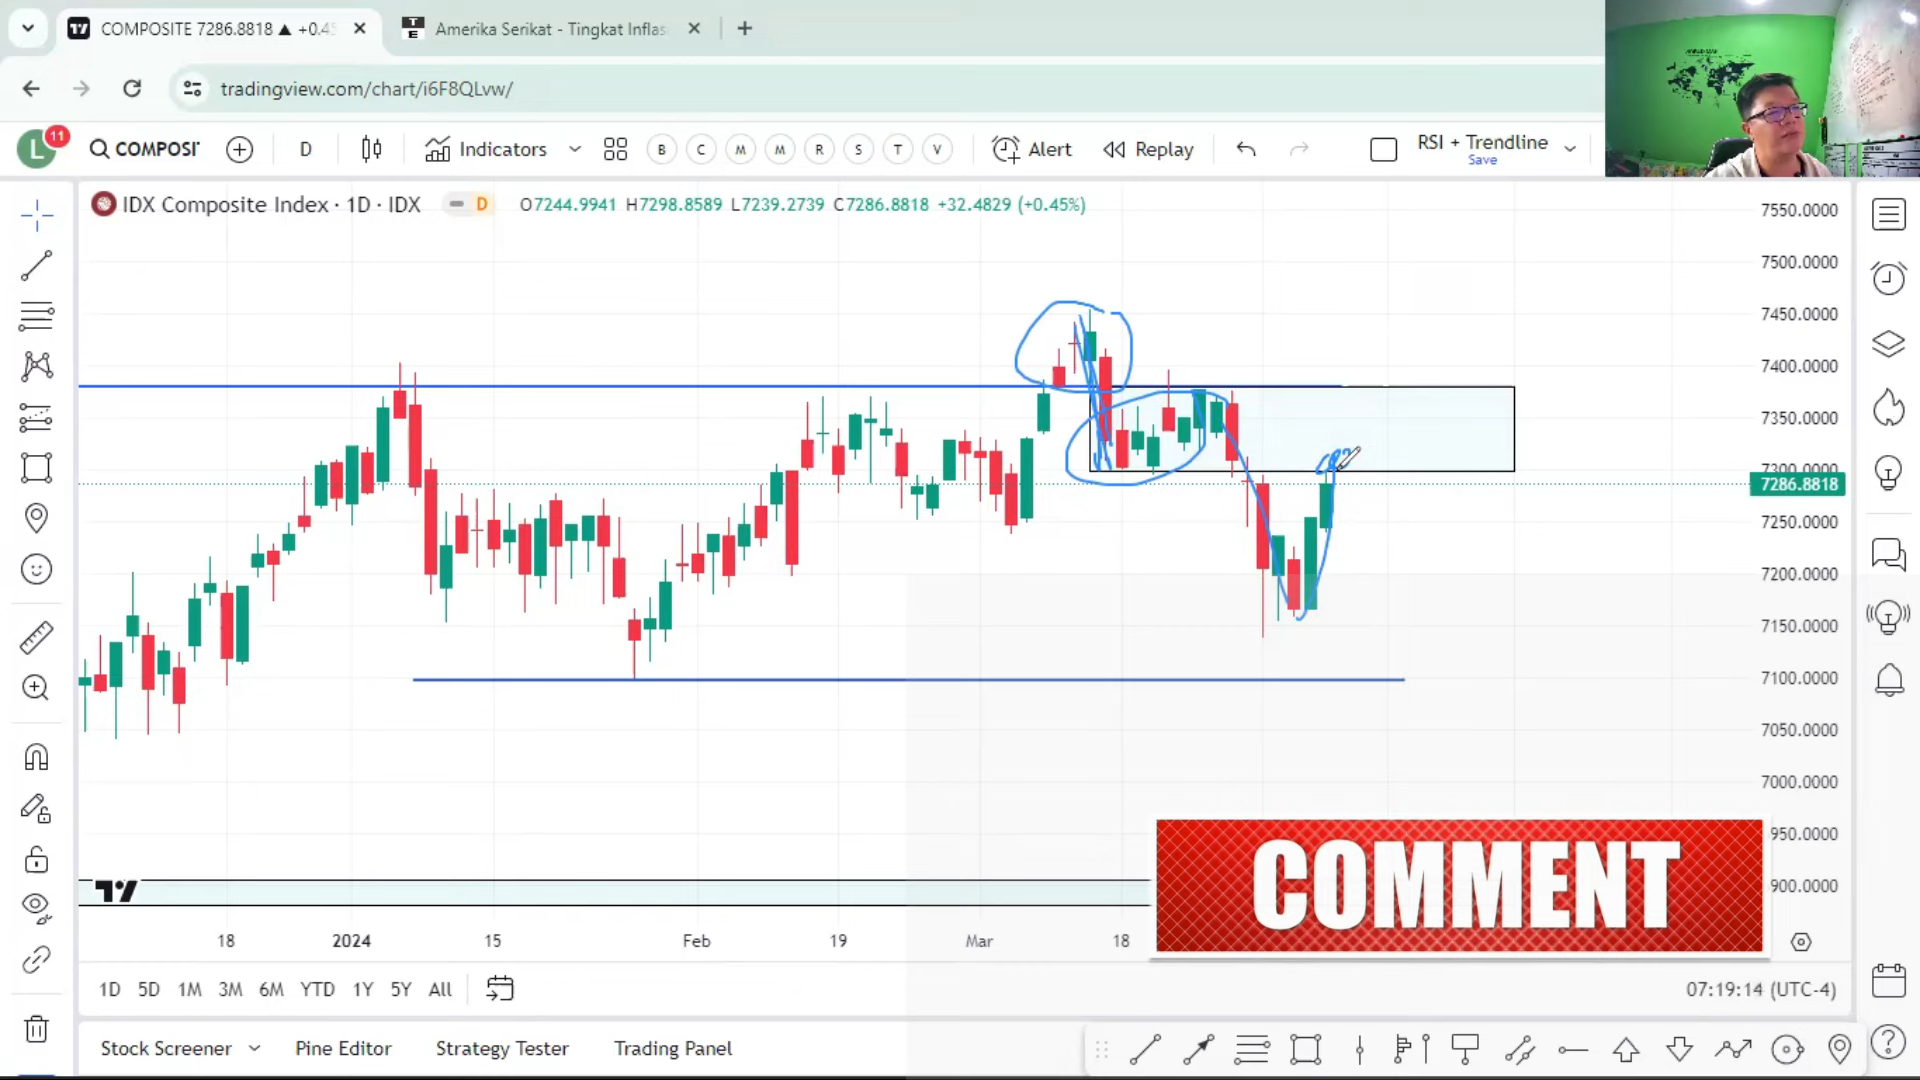 COMPOSITE 7286.8818 ▲ +0.45
Amerika Serikat - Tingkat Inflas
tradingview.com/chart/i6F8QLvw/
L 11 COMPOSI D Indicators B C M M R S T V Alert Replay RSI + Trendline
Save
IDX Composite Index · 1D · IDX D O7244.9941 H7298.8589 L7239.2739 C7286.8818 +32.4829 (+0.45%)
7550.0000
7500.0000
7450.0000
7400.0000
7350.0000
7300.0000
7286.8818
7250.0000
7200.0000
7150.0000
7100.0000
7050.0000
7000.0000
950.0000
900.0000
COMMENT
18 2024 15 Feb 19 Mar 18
1D 5D 1M 3M 6M YTD 1Y 5Y All 07:19:14 (UTC-4)
Stock Screener Pine Editor Strategy Tester Trading Panel